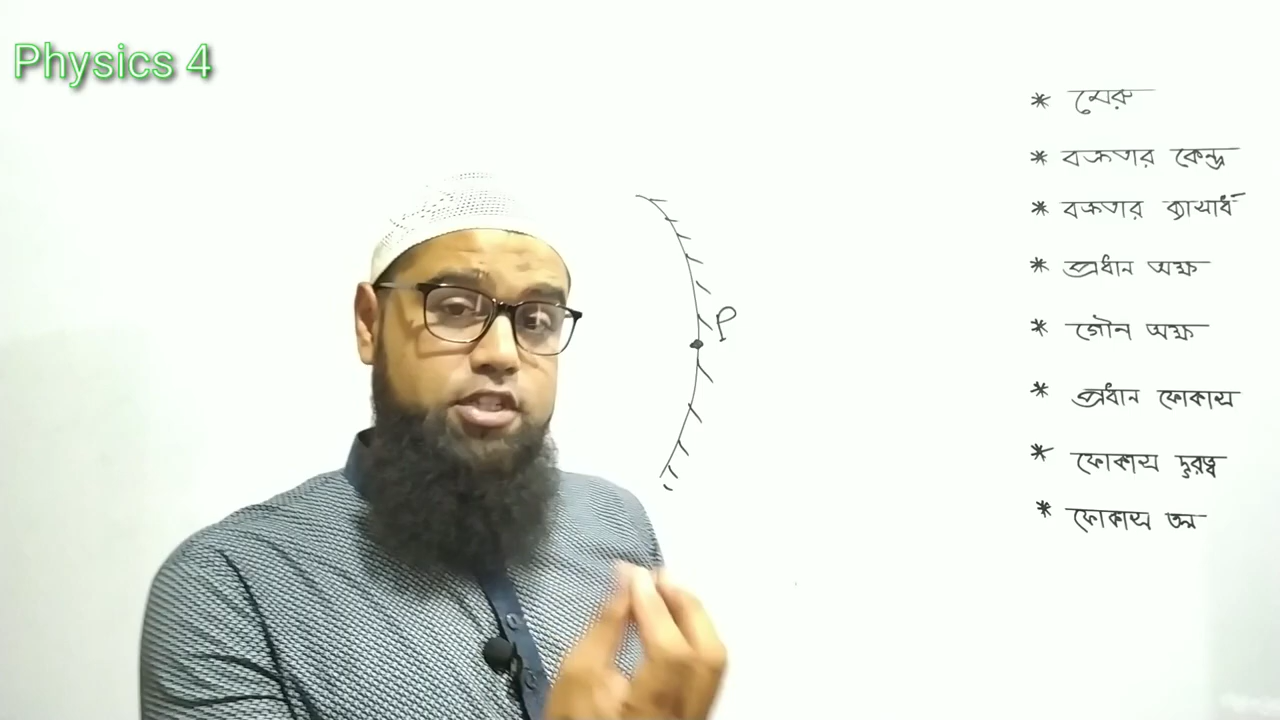 Physics 4
* মেরু
* বক্রতার কেন্দ্র
* বক্রতার ব্যাসার্ধ
* প্রধান অক্ষ
P
* গৌন অক্ষ
* প্রধান ফোকাস
* ফোকাস দুরত্ব
* ফোকাস তল